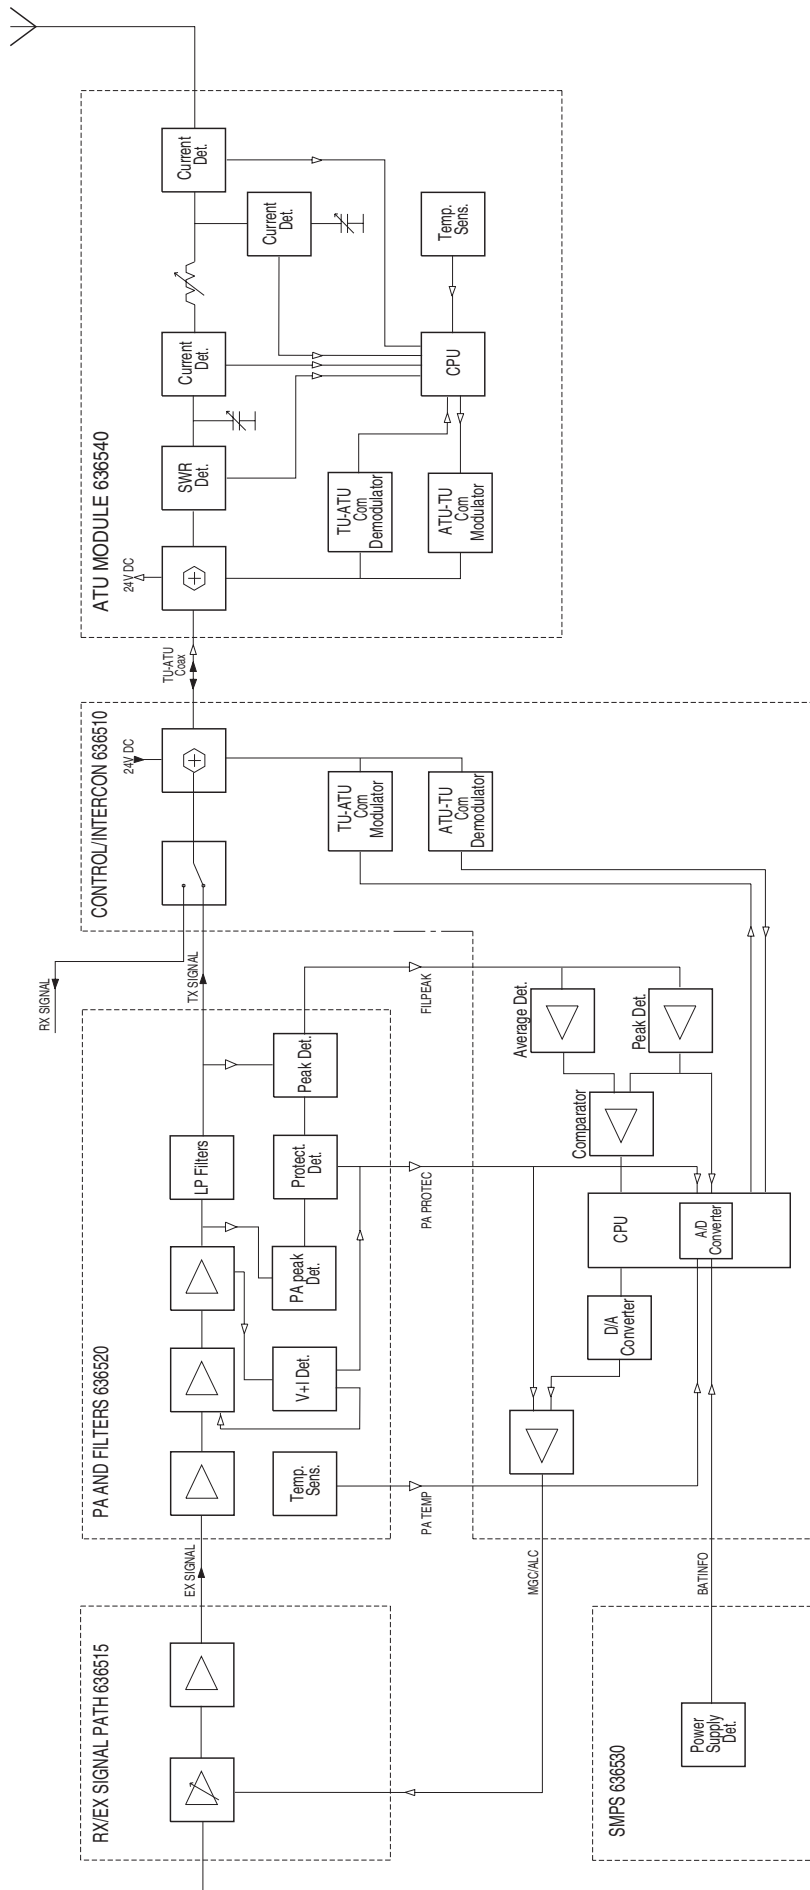 ATU MODULE 636540
Current
Det.
Current
Det.
Temp.
Sens.
Current
Det.
CPU
SWR
Det.
TU-ATU
Com
Demodulator
ATU-TU
Com
Modulator
24V DC
TU-ATU
Coax
CONTROL/INTERCON 636510
24V DC
TU-ATU
Com
Modulator
ATU-TU
Com
Demodulator
RX SIGNAL
TX SIGNAL
FILPEAK
Average Det.
Peak Det.
Comparator
CPU
A/D
Converter
D/A
Converter
PA AND FILTERS 636520
LP Filters
Peak Det.
Protect.
Det.
PA peak
Det.
V+I Det.
Temp.
Sens.
PA PROTEC
PA TEMP
EX SIGNAL
MGC/ALC
BATINFO
RX/EX SIGNAL PATH 636515
SMPS 636530
Power
Supply
Det.